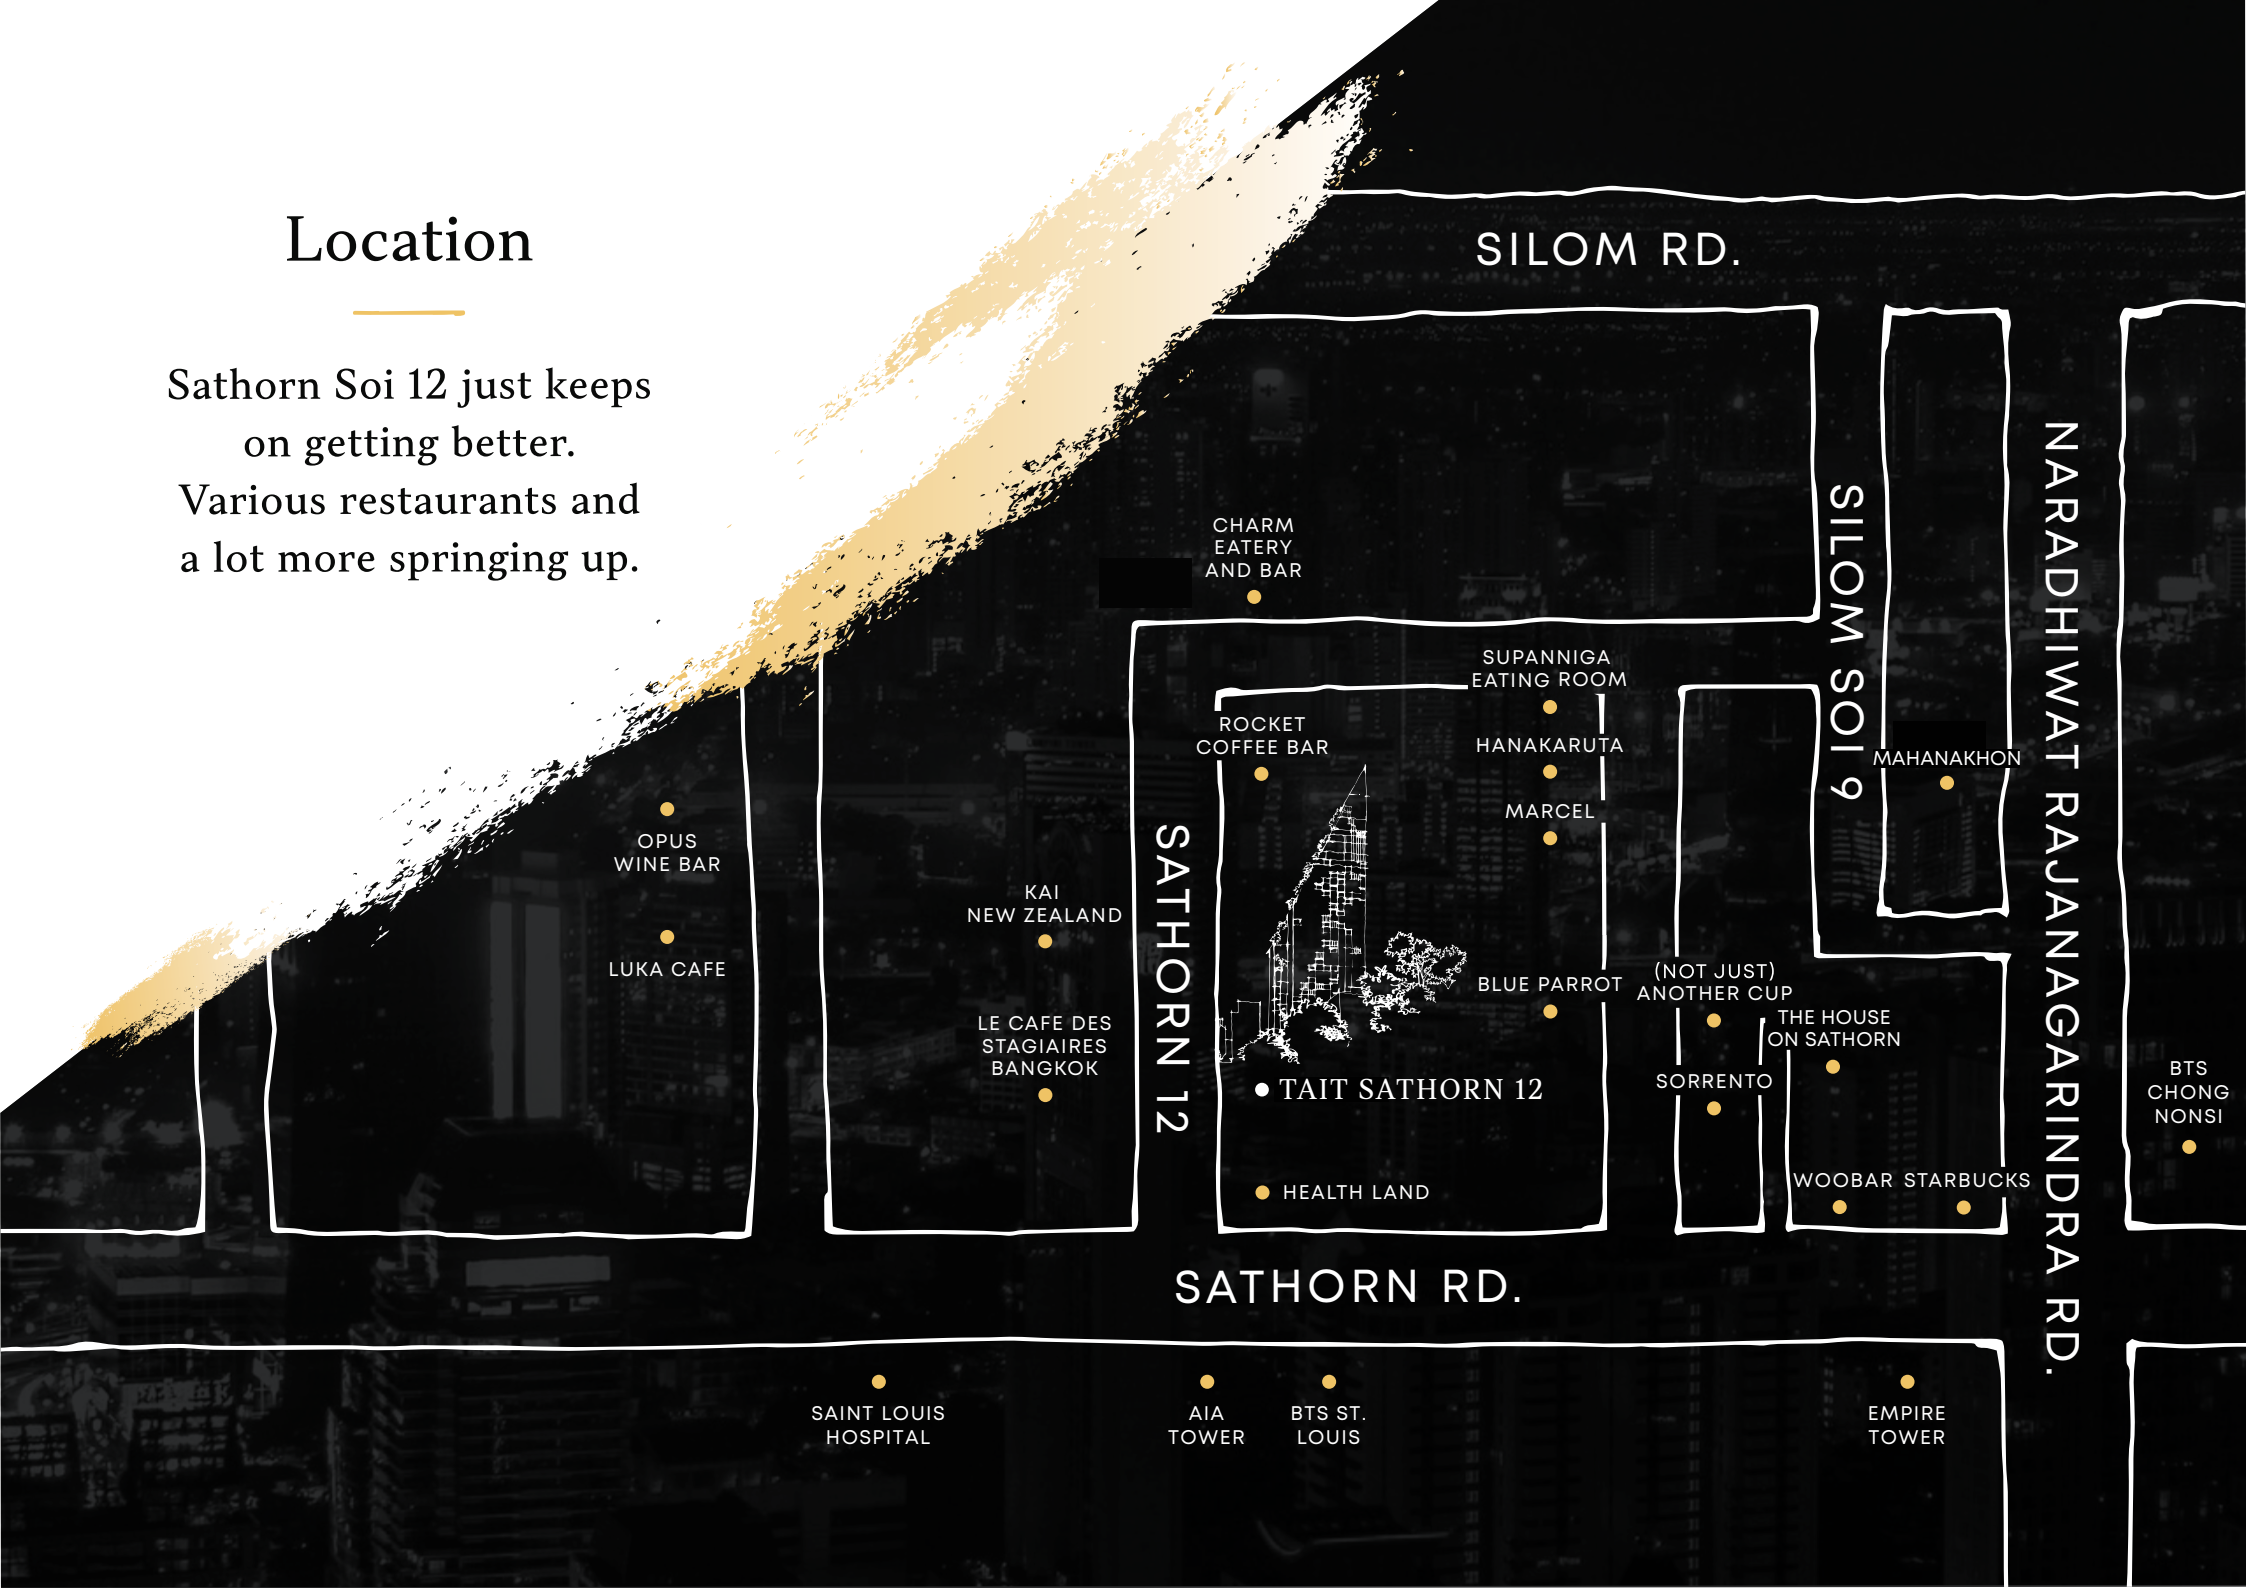 Location
Sathorn Soi 12 just keeps
on getting better.
Various restaurants and
a lot more springing up.
SILOM RD.
SILOM SOI 9
NARADHIWAT RAJANAGARINDRA RD.
CHARM
EATERY
AND BAR
SUPANNIGA
EATING ROOM
ROCKET
COFFEE BAR
HANAKARUTA
MAHANAKHON
MARCEL
OPUS
WINE BAR
KAI
NEW ZEALAND
LUKA CAFE
SATHORN 12
BLUE PARROT
(NOT JUST)
ANOTHER CUP
THE HOUSE
ON SATHORN
LE CAFE DES
STAGIAIRES
BANGKOK
TAIT SATHORN 12
SORRENTO
BTS
CHONG
NONSI
HEALTH LAND
WOOBAR
STARBUCKS
SATHORN RD.
SAINT LOUIS
HOSPITAL
AIA
TOWER
BTS ST.
LOUIS
EMPIRE
TOWER